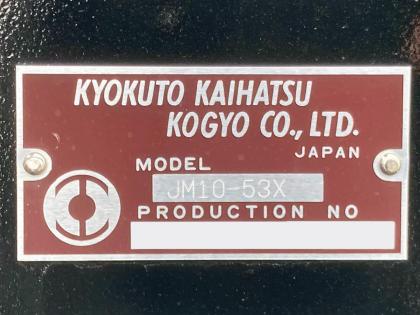 KYOKUTO KAIHATSU
KOGYO CO., LTD.
JAPAN
MODEL
JM10-53X
PRODUCTION NO